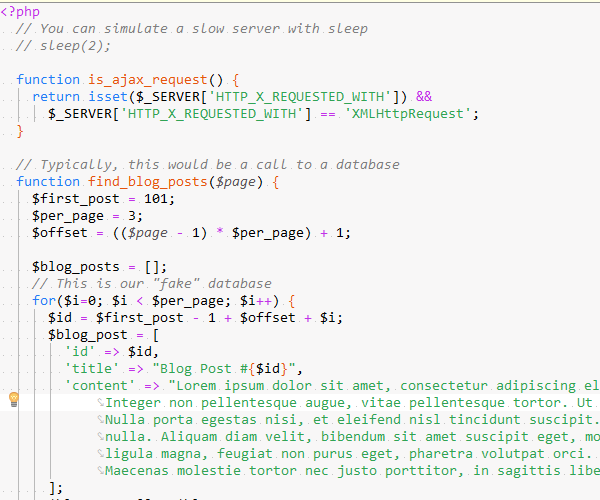 <?php
// You can simulate a slow server with sleep
// sleep(2);
function is_ajax_request() {
return isset($_SERVER['HTTP_X_REQUESTED_WITH']) &&
$_SERVER['HTTP_X_REQUESTED_WITH'] == 'XMLHttpRequest';
}
// Typically, this would be a call to a database
function find_blog_posts($page) {
$first_post = 101;
$per_page = 3;
$offset = (($page - 1) * $per_page) + 1;
$blog_posts = [];
// This is our "fake" database
for($i=0; $i < $per_page; $i++) {
$id = $first_post - 1 + $offset + $i;
$blog_post = [
'id' => $id,
'title' => "Blog Post #{$id}",
'content' => "Lorem ipsum dolor sit amet, consectetur adipiscing el
Integer non pellentesque augue, vitae pellentesque tortor. Ut
Nulla porta egestas nisi, et eleifend nisl tincidunt suscipit.
nulla. Aliquam diam velit, bibendum sit amet suscipit eget, mo
ligula magna, feugiat non purus eget, pharetra volutpat orci.
Maecenas molestie tortor nec justo porttitor, in sagittis libe
];